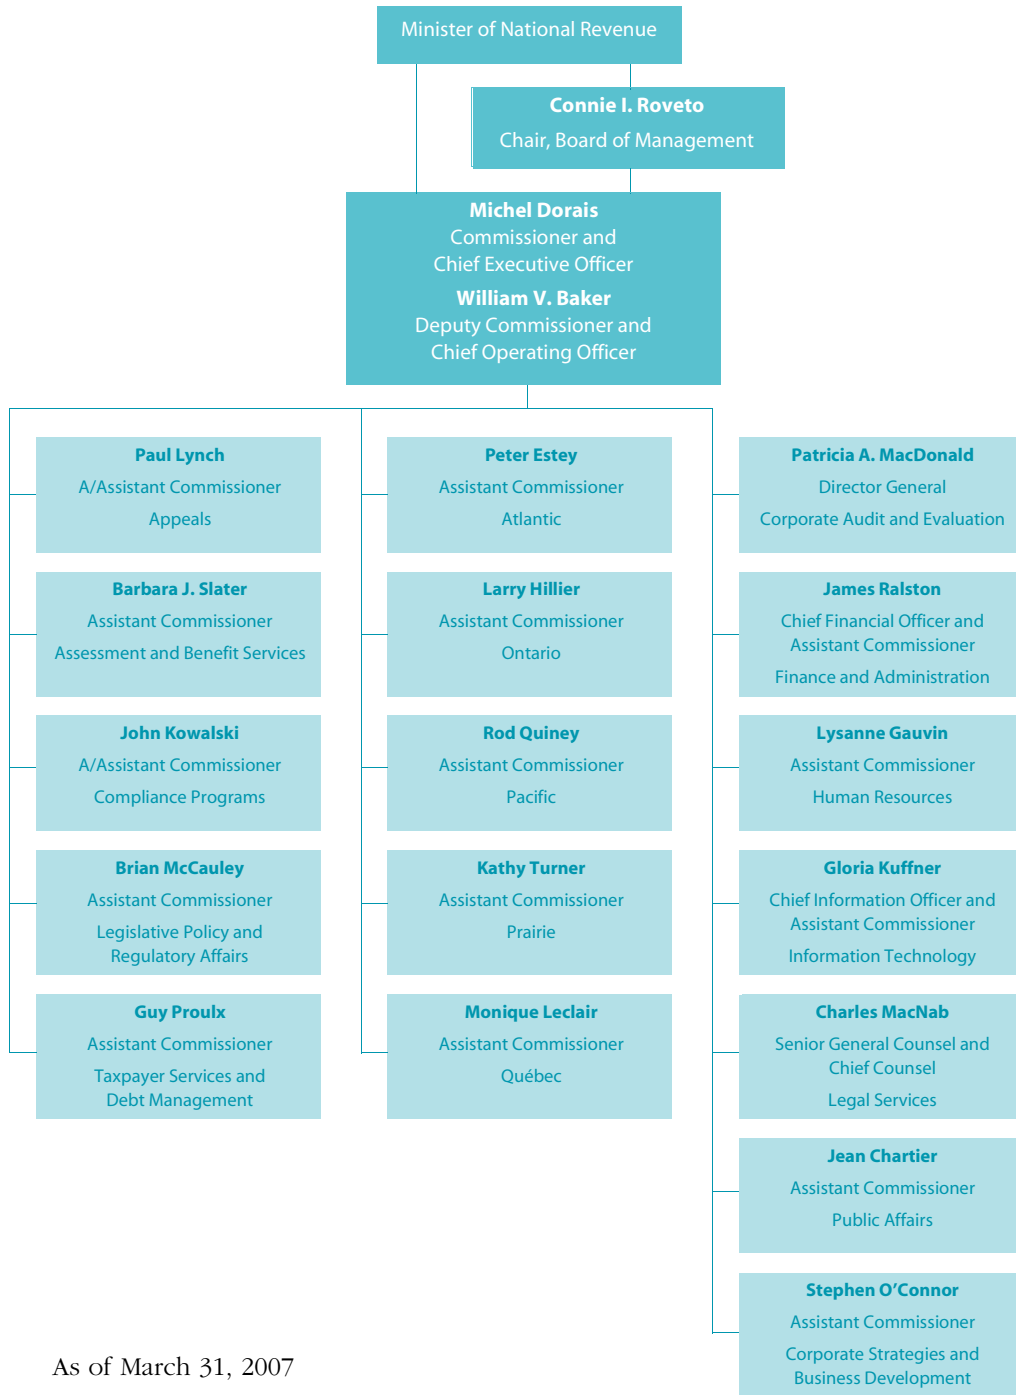 Minister of National Revenue
Connie I. Roveto
Chair, Board of Management
Michel Dorais
Commissioner and
Chief Executive Officer
William V. Baker
Deputy Commissioner and
Chief Operating Officer
Paul Lynch
A/Assistant Commissioner
Appeals
Barbara J. Slater
Assistant Commissioner
Assessment and Benefit Services
John Kowalski
A/Assistant Commissioner
Compliance Programs
Brian McCauley
Assistant Commissioner
Legislative Policy and
Regulatory Affairs
Guy Proulx
Assistant Commissioner
Taxpayer Services and
Debt Management
Peter Estey
Assistant Commissioner
Atlantic
Larry Hillier
Assistant Commissioner
Ontario
Rod Quiney
Assistant Commissioner
Pacific
Kathy Turner
Assistant Commissioner
Prairie
Monique Leclair
Assistant Commissioner
Québec
Patricia A. MacDonald
Director General
Corporate Audit and Evaluation
James Ralston
Chief Financial Officer and
Assistant Commissioner
Finance and Administration
Lysanne Gauvin
Assistant Commissioner
Human Resources
Gloria Kuffner
Chief Information Officer and
Assistant Commissioner
Information Technology
Charles MacNab
Senior General Counsel and
Chief Counsel
Legal Services
Jean Chartier
Assistant Commissioner
Public Affairs
Stephen O'Connor
Assistant Commissioner
Corporate Strategies and
Business Development
As of March 31, 2007